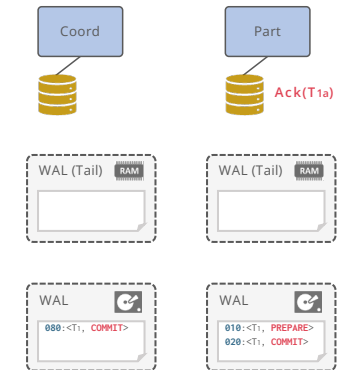 Coord
Part
Ack(T1a)
WAL (Tail) RAM
WAL (Tail) RAM
WAL
WAL
080:<T1, COMMIT>
010:<T1, PREPARE>
020:<T1, COMMIT>